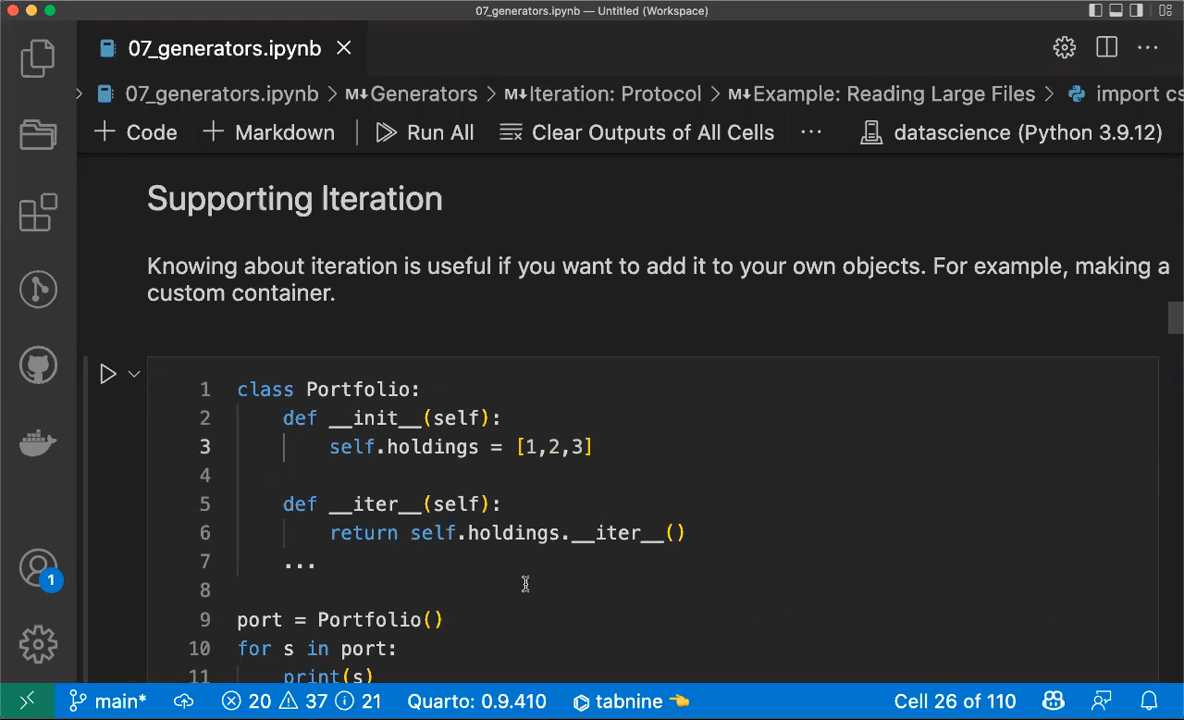 07_generators.ipynb — Untitled (Workspace)
07_generators.ipynb
07_generators.ipynb > M↓Generators > M↓Iteration: Protocol > M↓Example: Reading Large Files > import cs
+ Code + Markdown | Run All Clear Outputs of All Cells ··· datascience (Python 3.9.12)
Supporting Iteration
Knowing about iteration is useful if you want to add it to your own objects. For example, making a
custom container.
1 class Portfolio:
2 def __init__(self):
3 self.holdings = [1,2,3]
4
5 def __iter__(self):
6 return self.holdings.__iter__()
7 ...
8
9 port = Portfolio()
10 for s in port:
11 print(s)
1
main* 20 37 21 Quarto: 0.9.410 tabnine 👈 Cell 26 of 110